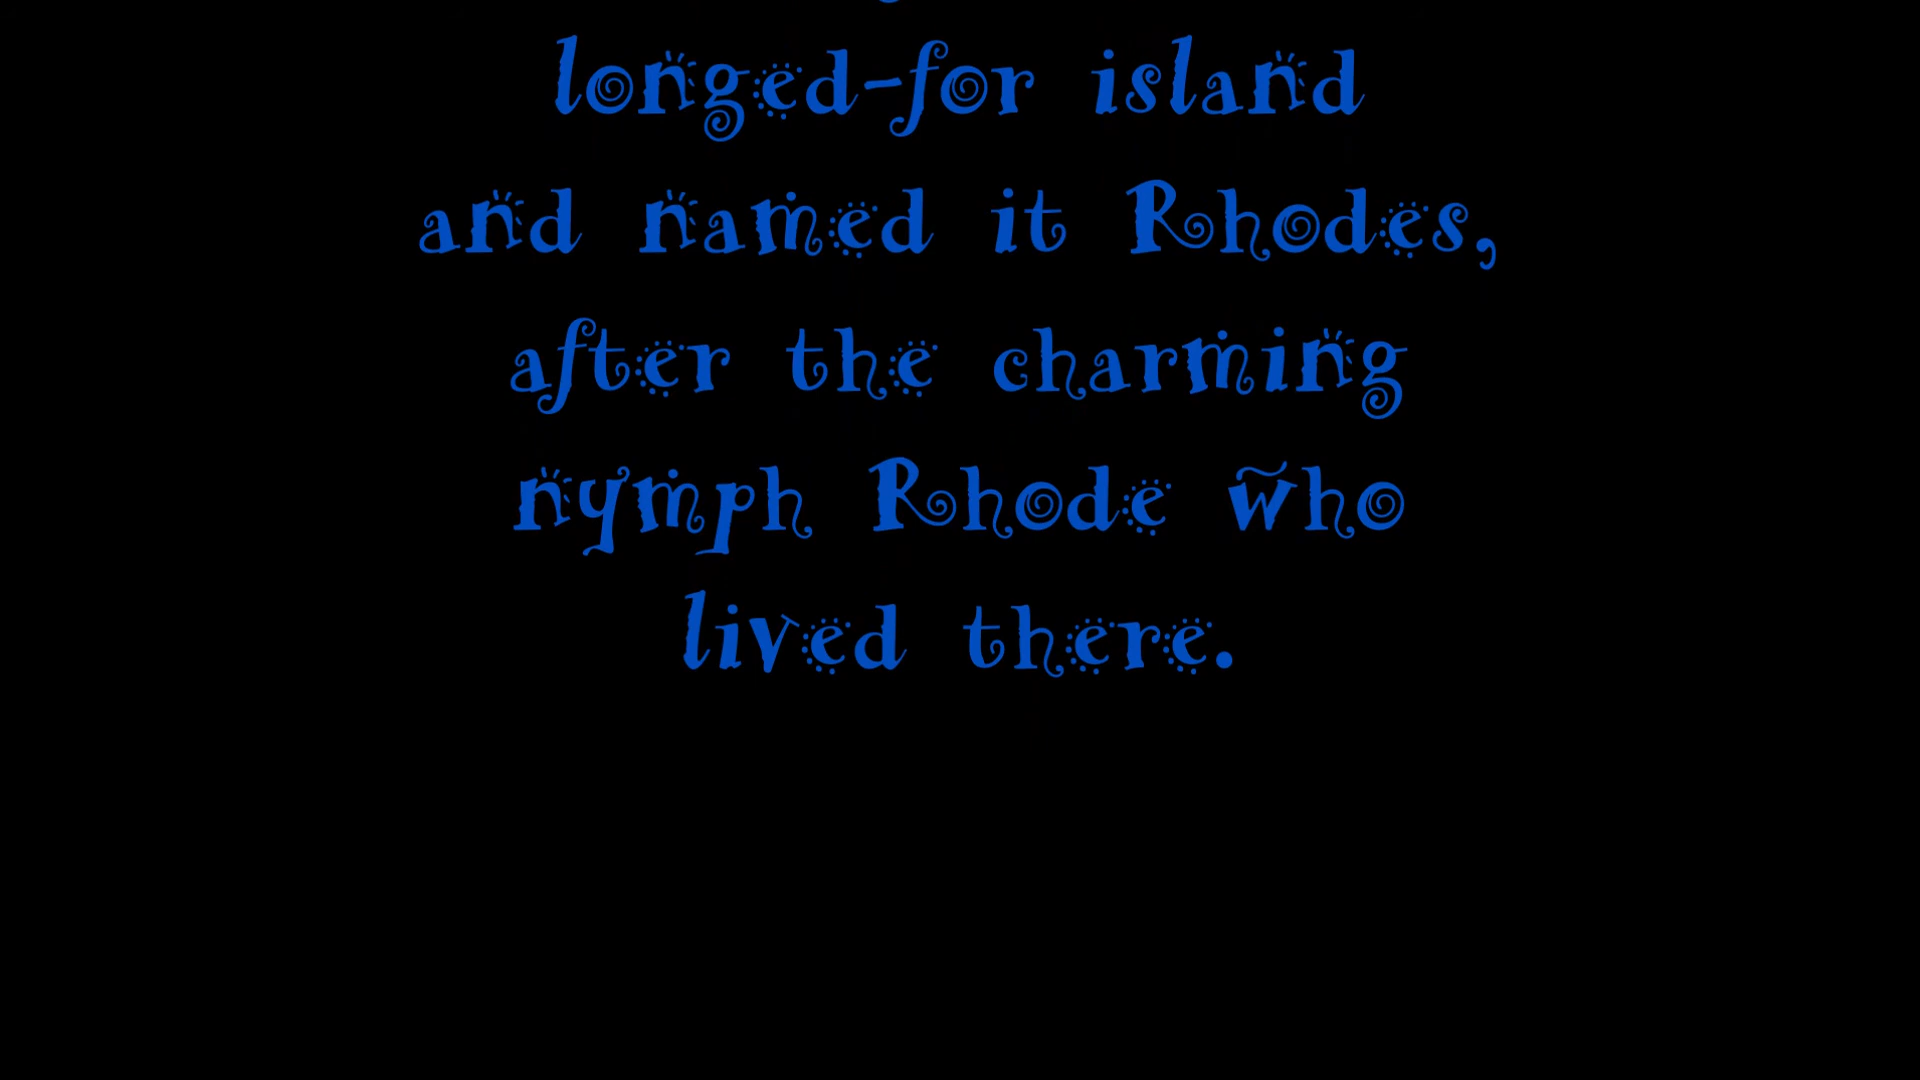 longed-for island
and named it Rhodes,
after the charming
nymph Rhode who
lived there.